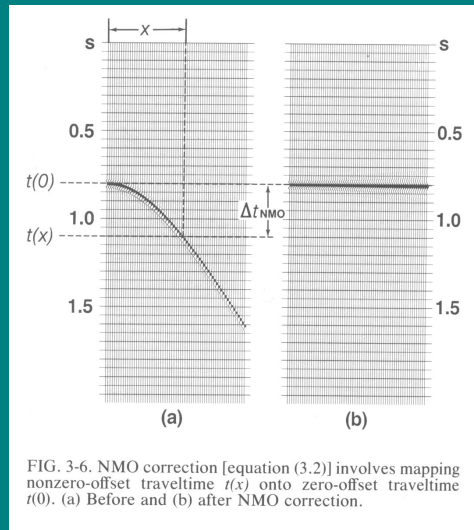 x
s
s
0.5
0.5
t(0)
Δt NMO
1.0
1.0
t(x)
1.5
1.5
(a)
(b)
FIG. 3-6. NMO correction [equation (3.2)] involves mapping
nonzero-offset traveltime t(x) onto zero-offset traveltime
t(0). (a) Before and (b) after NMO correction.